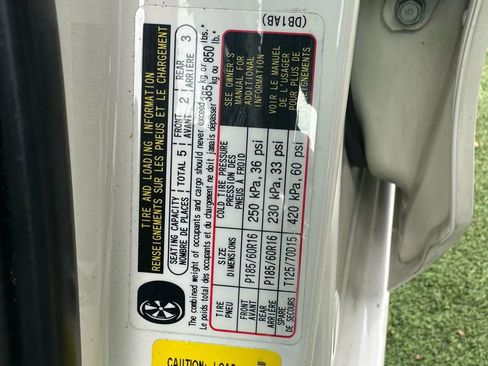 (DB1AB)
TIRE AND LOADING INFORMATION
RENSEIGNEMENTS SUR LES PNEUS ET LE CHARGEMENT
SEATING CAPACITY
NOMBRE DE PLACES
TOTAL 5
FRONT
AVANT 2
REAR
ARRIÈRE 3
The combined weight of occupants and cargo should never exceed 385 kg or 850 lbs.
Le poids total des occupants et du chargement ne doit jamais dépasser 385 kg ou 850 lb.
TIRE
PNEU
SIZE
DIMENSIONS
COLD TIRE PRESSURE
PRESSION DES
PNEUS A FROID
SEE OWNER'S
MANUAL FOR
ADDITIONAL
INFORMATION
VOIR LE MANUEL
DE L'USAGER
POUR PLUS DE
RENSEIGNEMENTS
FRONT
AVANT
P185/60R16
250 kPa, 36 psi
REAR
ARRIÈRE
P185/60R16
230 kPa, 33 psi
SPARE
DE SECOURS
T125/70D15
420 kPa, 60 psi
CAUTION: